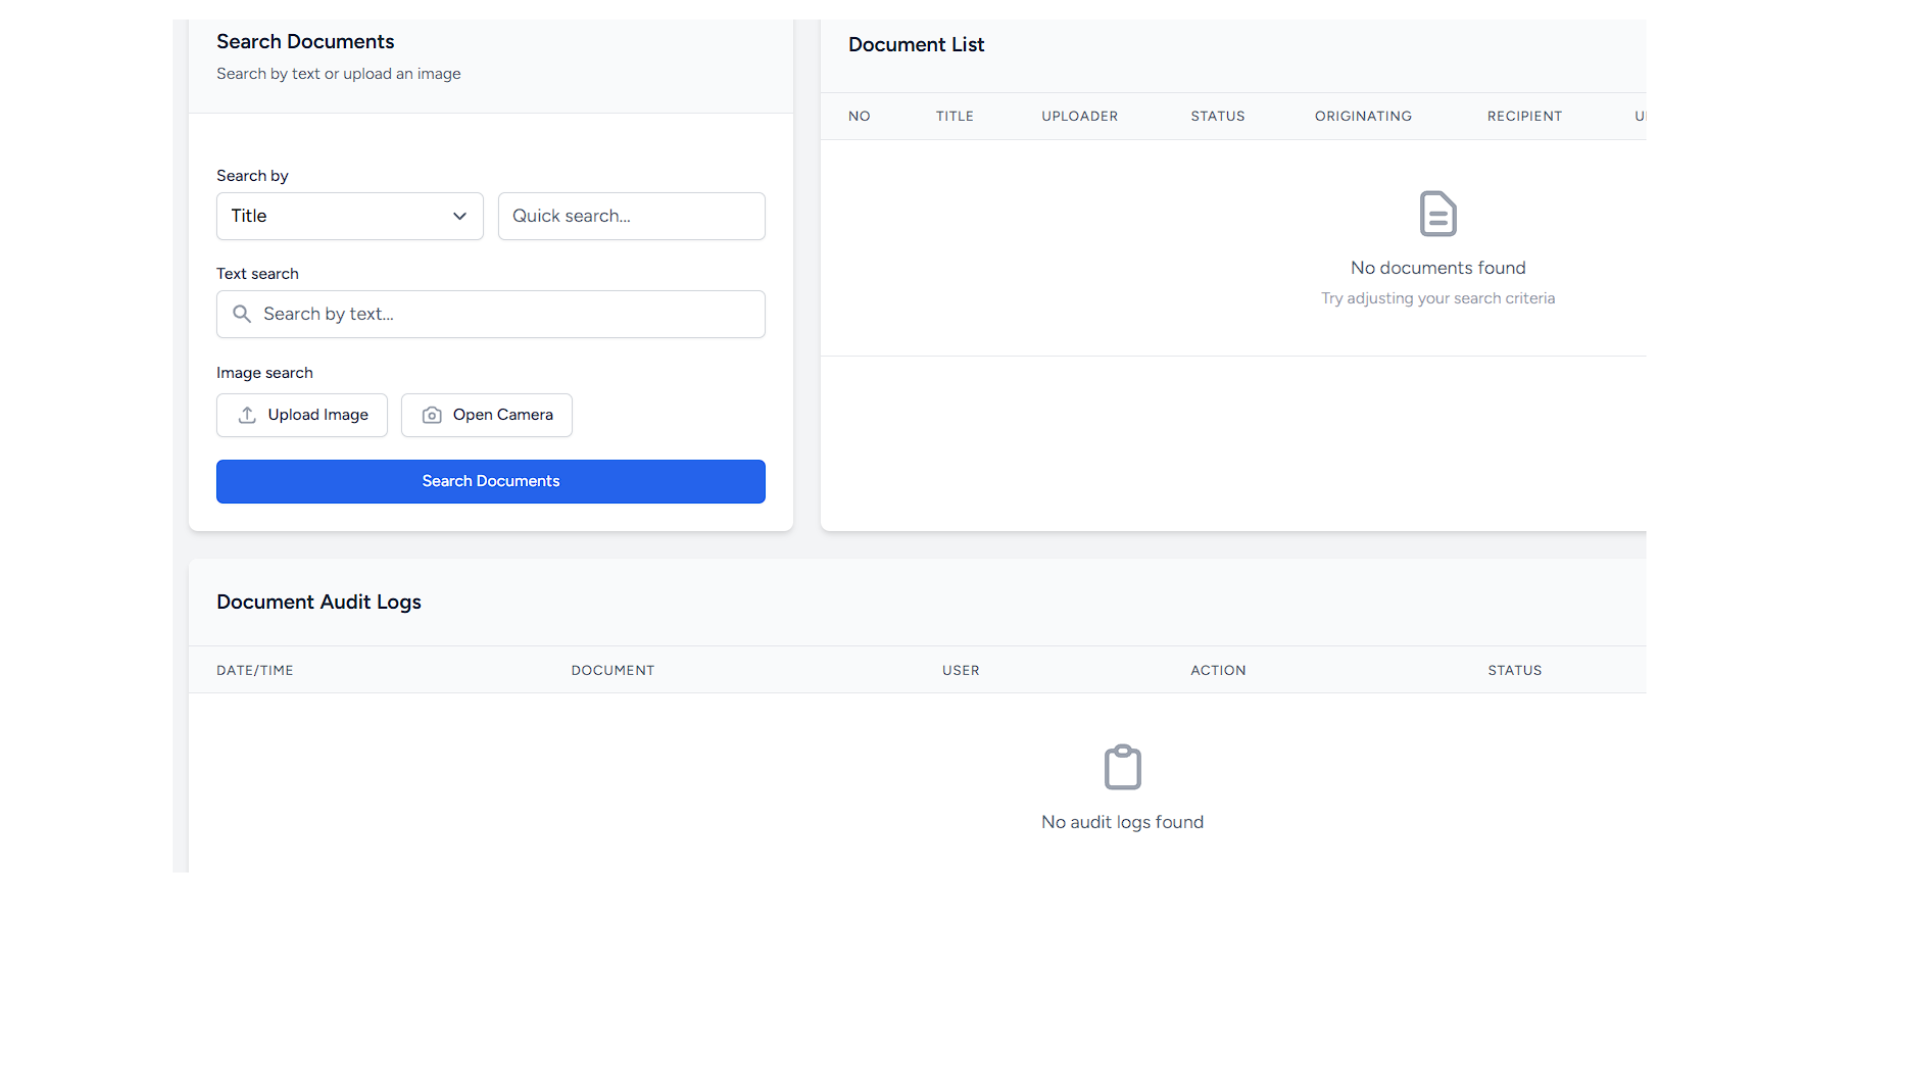 Search Documents
Search by text or upload an image
Search by
Title
Quick search...
Text search
Search by text...
Image search
Upload Image
Open Camera
Search Documents
Document List
NO TITLE UPLOADER STATUS ORIGINATING RECIPIENT
No documents found
Try adjusting your search criteria
Document Audit Logs
DATE/TIME DOCUMENT USER ACTION STATUS
No audit logs found